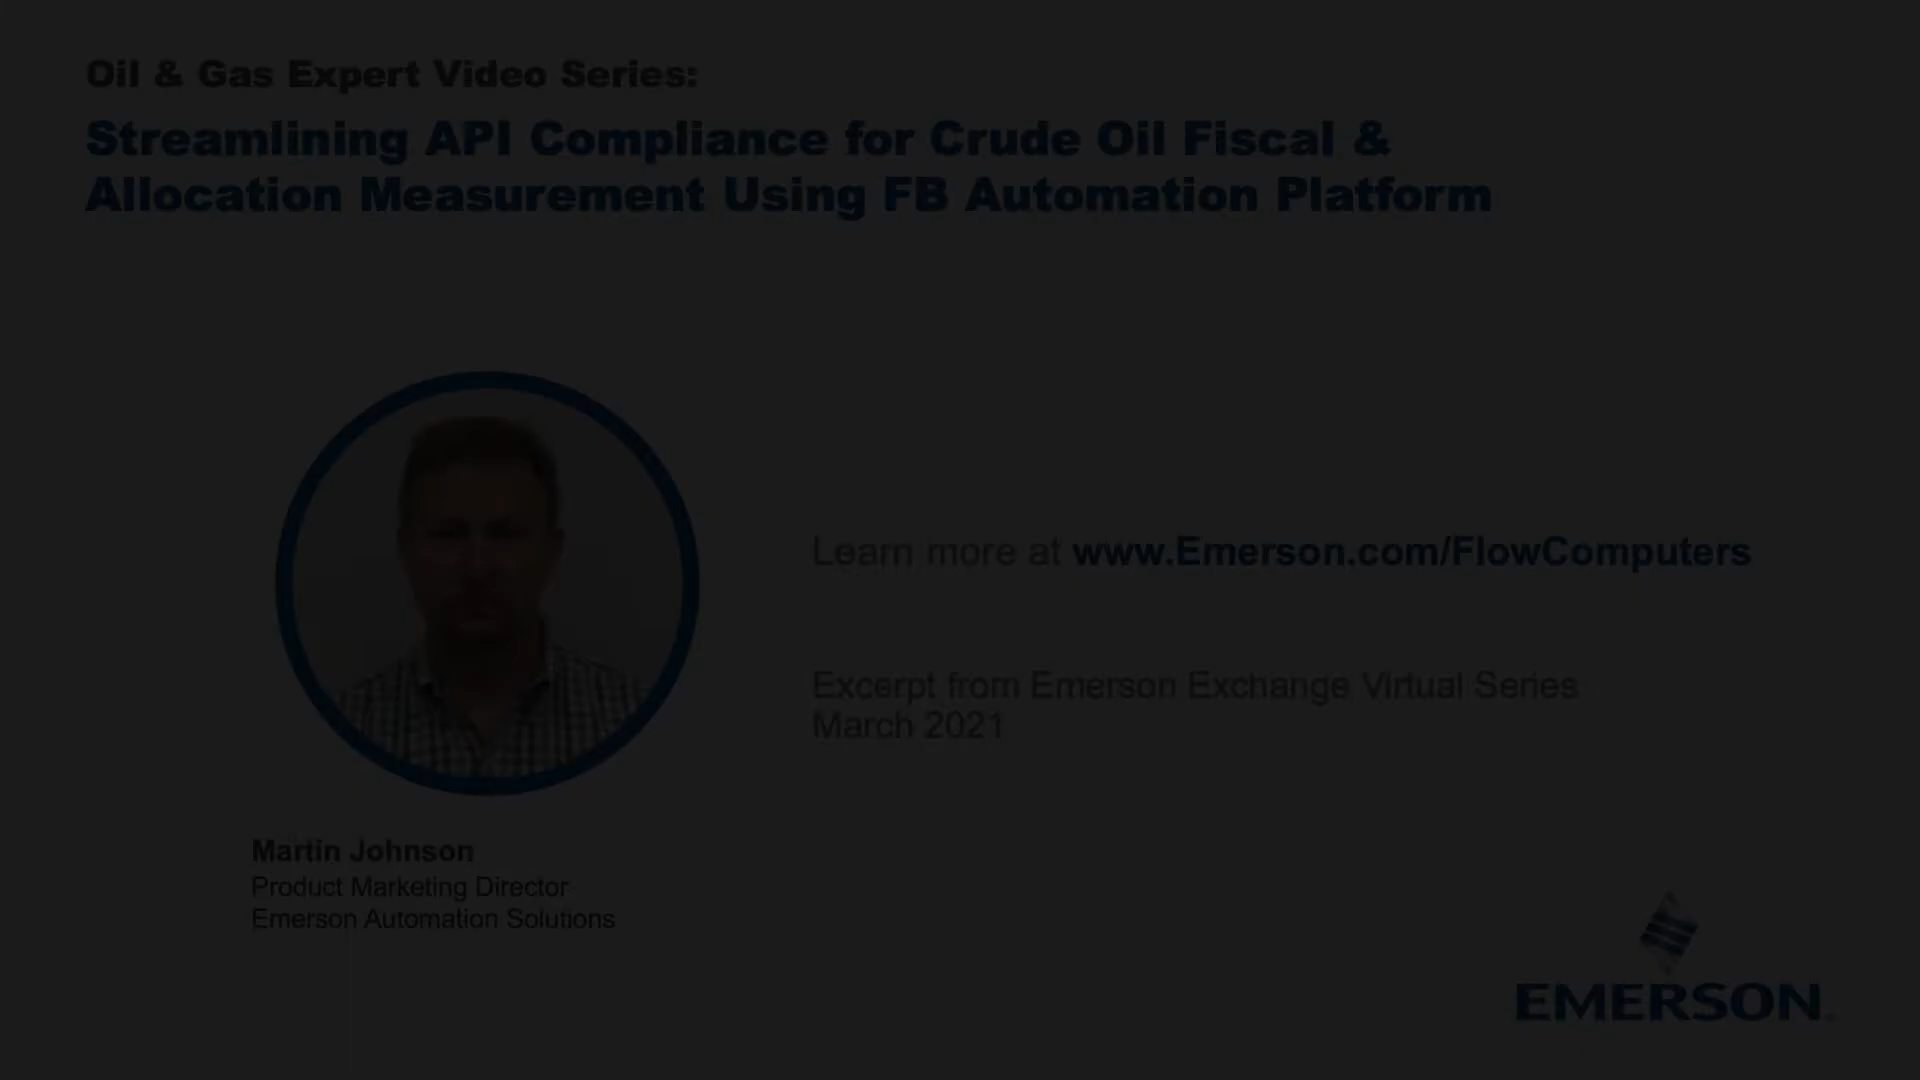 Oil & Gas Expert Video Series:
Streamlining API Compliance for Crude Oil Fiscal &
Allocation Measurement Using FB Automation Platform
Learn more at www.Emerson.com/FlowComputers
Excerpt from Emerson Exchange Virtual Series
March 2021
Martin Johnson
Product Marketing Director
Emerson Automation Solutions
EMERSON